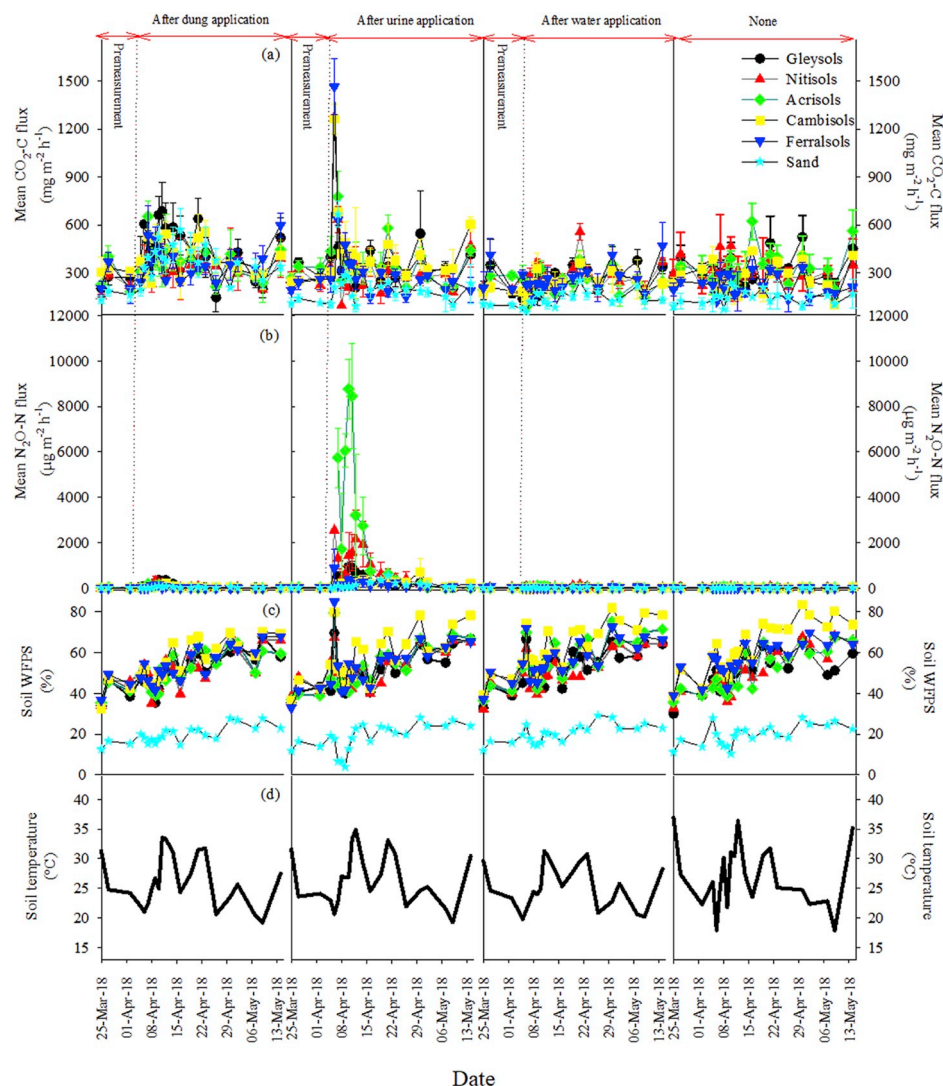 After dung application
After urine application
After water application
None
Premeasurement
Premeasurement
Premeasurement
(a)
Gleysols
Nitisols
Acrisols
Cambisols
Ferralsols
Sand
Mean CO₂-C flux
(mg m⁻² h⁻¹)
1500
1200
900
600
300
1500
1200
900
600
300
Mean CO₂-C flux
(mg m⁻² h⁻¹)
(b)
Mean N₂O-N flux
(µg m⁻² h⁻¹)
12000
10000
8000
6000
4000
2000
0
12000
10000
8000
6000
4000
2000
0
Mean N₂O-N flux
(µg m⁻² h⁻¹)
(c)
Soil WFPS
(%)
80
60
40
20
0
80
60
40
20
0
Soil WFPS
(%)
(d)
Soil temperature
(°C)
40
35
30
25
20
15
40
35
30
25
20
15
Soil temperature
(°C)
25-Mar-18
01-Apr-18
08-Apr-18
15-Apr-18
22-Apr-18
29-Apr-18
06-May-18
13-May-18
25-Mar-18
01-Apr-18
08-Apr-18
15-Apr-18
22-Apr-18
29-Apr-18
06-May-18
13-May-18
25-Mar-18
01-Apr-18
08-Apr-18
15-Apr-18
22-Apr-18
29-Apr-18
06-May-18
13-May-18
25-Mar-18
01-Apr-18
08-Apr-18
15-Apr-18
22-Apr-18
29-Apr-18
06-May-18
13-May-18
Date